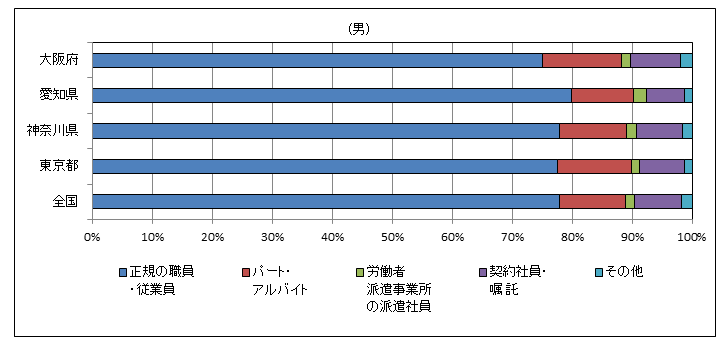 (男)
大阪府
愛知県
神奈川県
東京都
全国
0% 10% 20% 30% 40% 50% 60% 70% 80% 90% 100%
正規の職員
・従業員
パート・
アルバイト
労働者
派遣事業所
の派遣社員
契約社員・
嘱託
その他